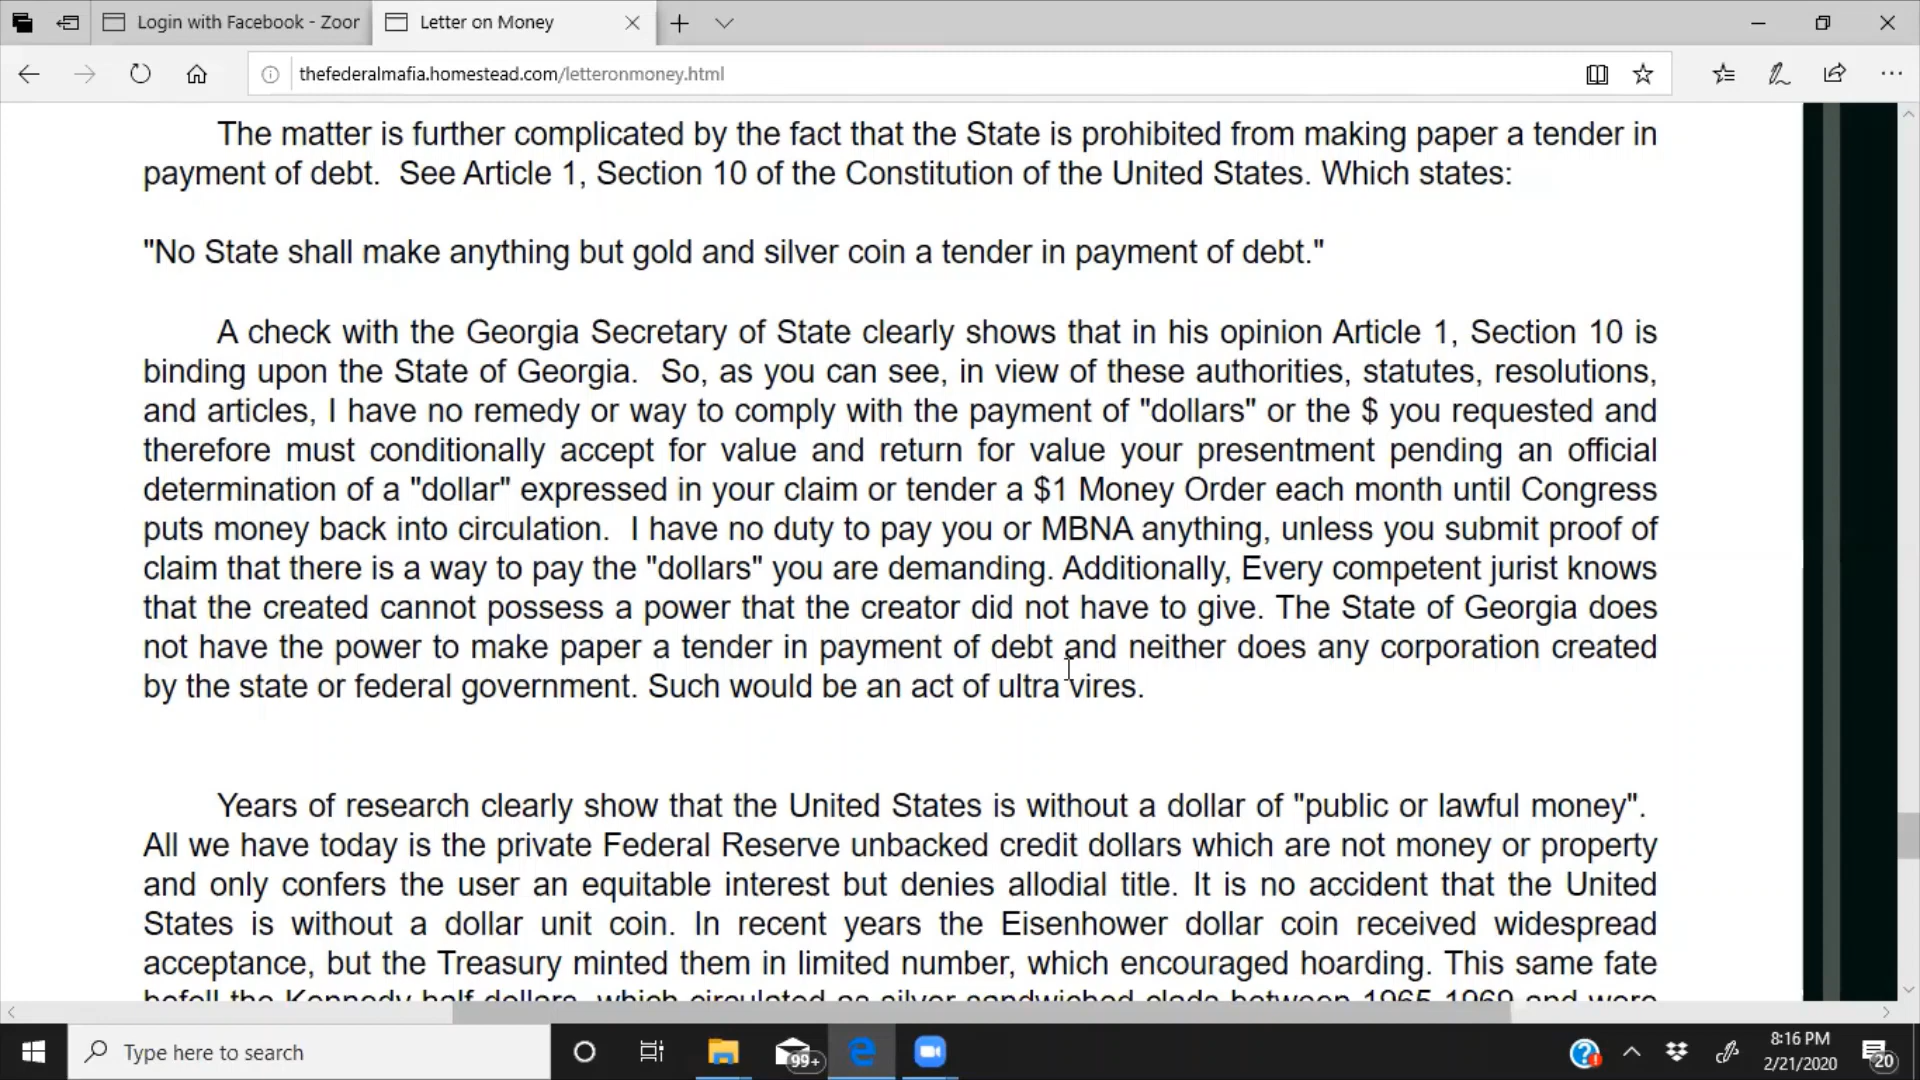 Login with Facebook - Zoor
Letter on Money
thefederalmafia.homestead.com/letteronmoney.html
The matter is further complicated by the fact that the State is prohibited from making paper a tender in
payment of debt. See Article 1, Section 10 of the Constitution of the United States. Which states:
"No State shall make anything but gold and silver coin a tender in payment of debt."
A check with the Georgia Secretary of State clearly shows that in his opinion Article 1, Section 10 is
binding upon the State of Georgia. So, as you can see, in view of these authorities, statutes, resolutions,
and articles, I have no remedy or way to comply with the payment of "dollars" or the $ you requested and
therefore must conditionally accept for value and return for value your presentment pending an official
determination of a "dollar" expressed in your claim or tender a $1 Money Order each month until Congress
puts money back into circulation. I have no duty to pay you or MBNA anything, unless you submit proof of
claim that there is a way to pay the "dollars" you are demanding. Additionally, Every competent jurist knows
that the created cannot possess a power that the creator did not have to give. The State of Georgia does
not have the power to make paper a tender in payment of debt and neither does any corporation created
by the state or federal government. Such would be an act of ultra vires.
Years of research clearly show that the United States is without a dollar of "public or lawful money".
All we have today is the private Federal Reserve unbacked credit dollars which are not money or property
and only confers the user an equitable interest but denies allodial title. It is no accident that the United
States is without a dollar unit coin. In recent years the Eisenhower dollar coin received widespread
acceptance, but the Treasury minted them in limited number, which encouraged hoarding. This same fate
befell the Kennedy half dollars, which circulated as silver sandwiched clads between 1965-1969 and were
Type here to search
99+
8:16 PM
2/21/2020
20